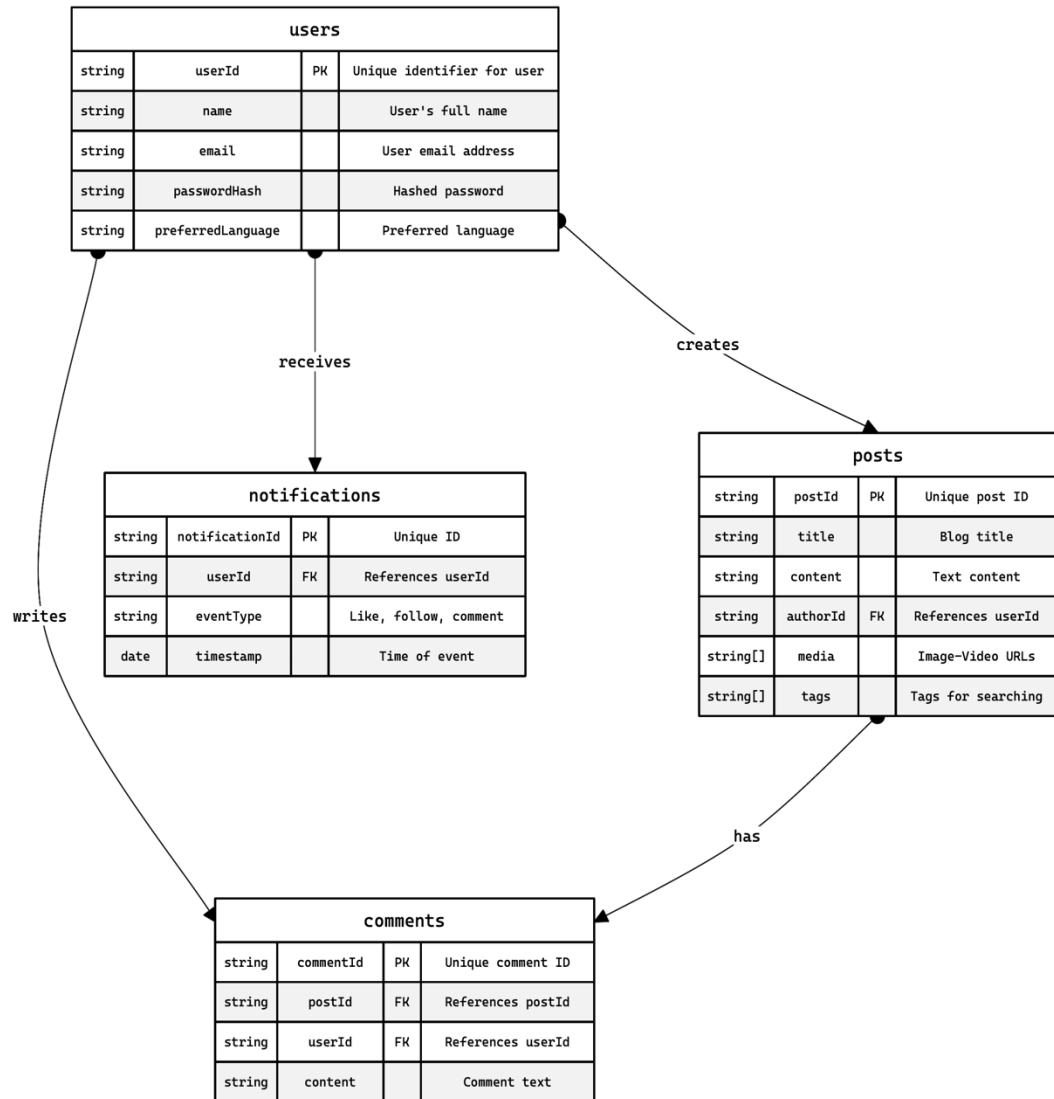 users
string userId PK Unique identifier for user
string name User's full name
string email User email address
string passwordHash Hashed password
string preferredLanguage Preferred language
creates
receives
posts
string postId PK Unique post ID
string title Blog title
string content Text content
string authorId FK References userId
string[] media Image-Video URLs
string[] tags Tags for searching
notifications
string notificationId PK Unique ID
string userId FK References userId
string eventType Like, follow, comment
date timestamp Time of event
writes
has
comments
string commentId PK Unique comment ID
string postId FK References postId
string userId FK References userId
string content Comment text